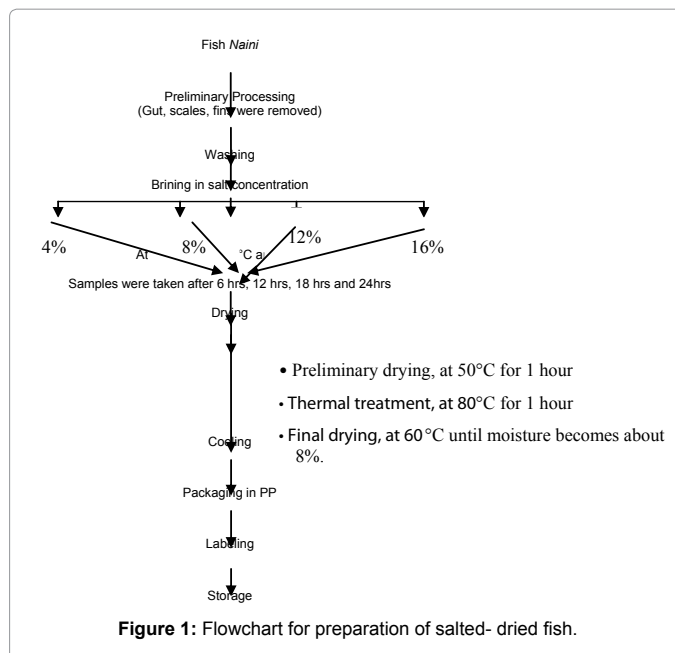 Fish Naini
Preliminary Processing
(Gut, scales, fins were removed)
Washing
Brining in salt concentration
4% 8% 12% 16%
At °C a
Samples were taken after 6 hrs, 12 hrs, 18 hrs and 24hrs
Drying
• Preliminary drying, at 50°C for 1 hour
• Thermal treatment, at 80°C for 1 hour
• Final drying, at 60°C until moisture becomes about
8%.
Cooling
Packaging in PP
Labeling
Storage
Figure 1: Flowchart for preparation of salted- dried fish.